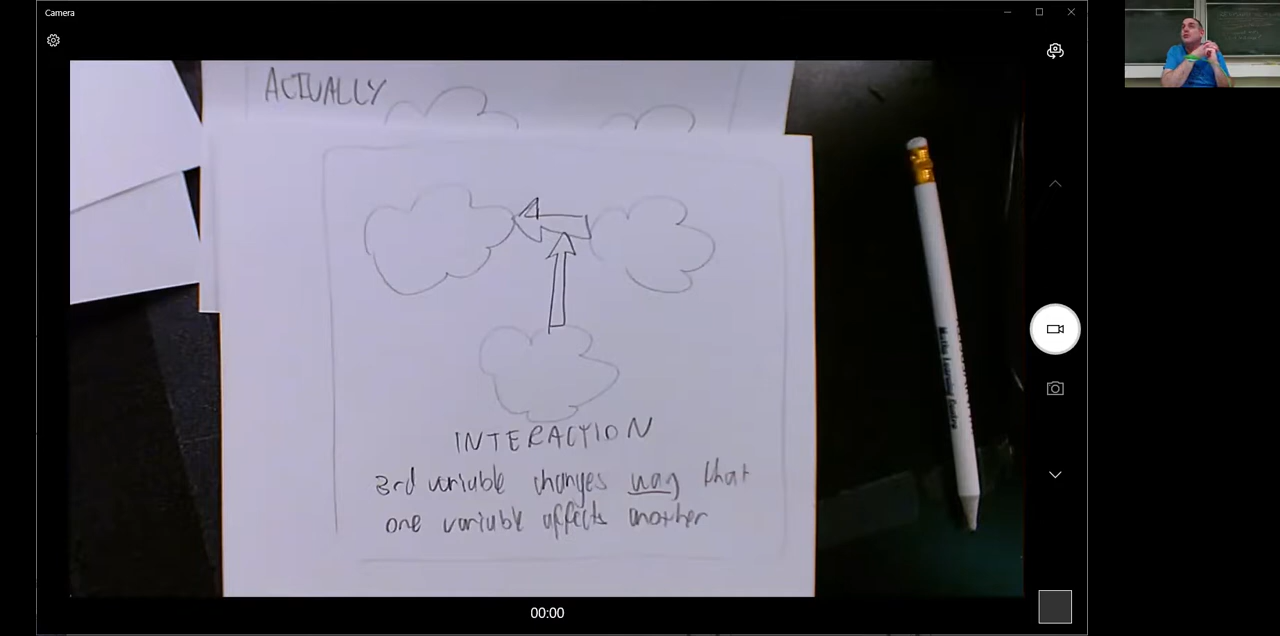 Camera
ACTUALLY
INTERACTION
3rd variable changes way that
one variable affects another
00:00